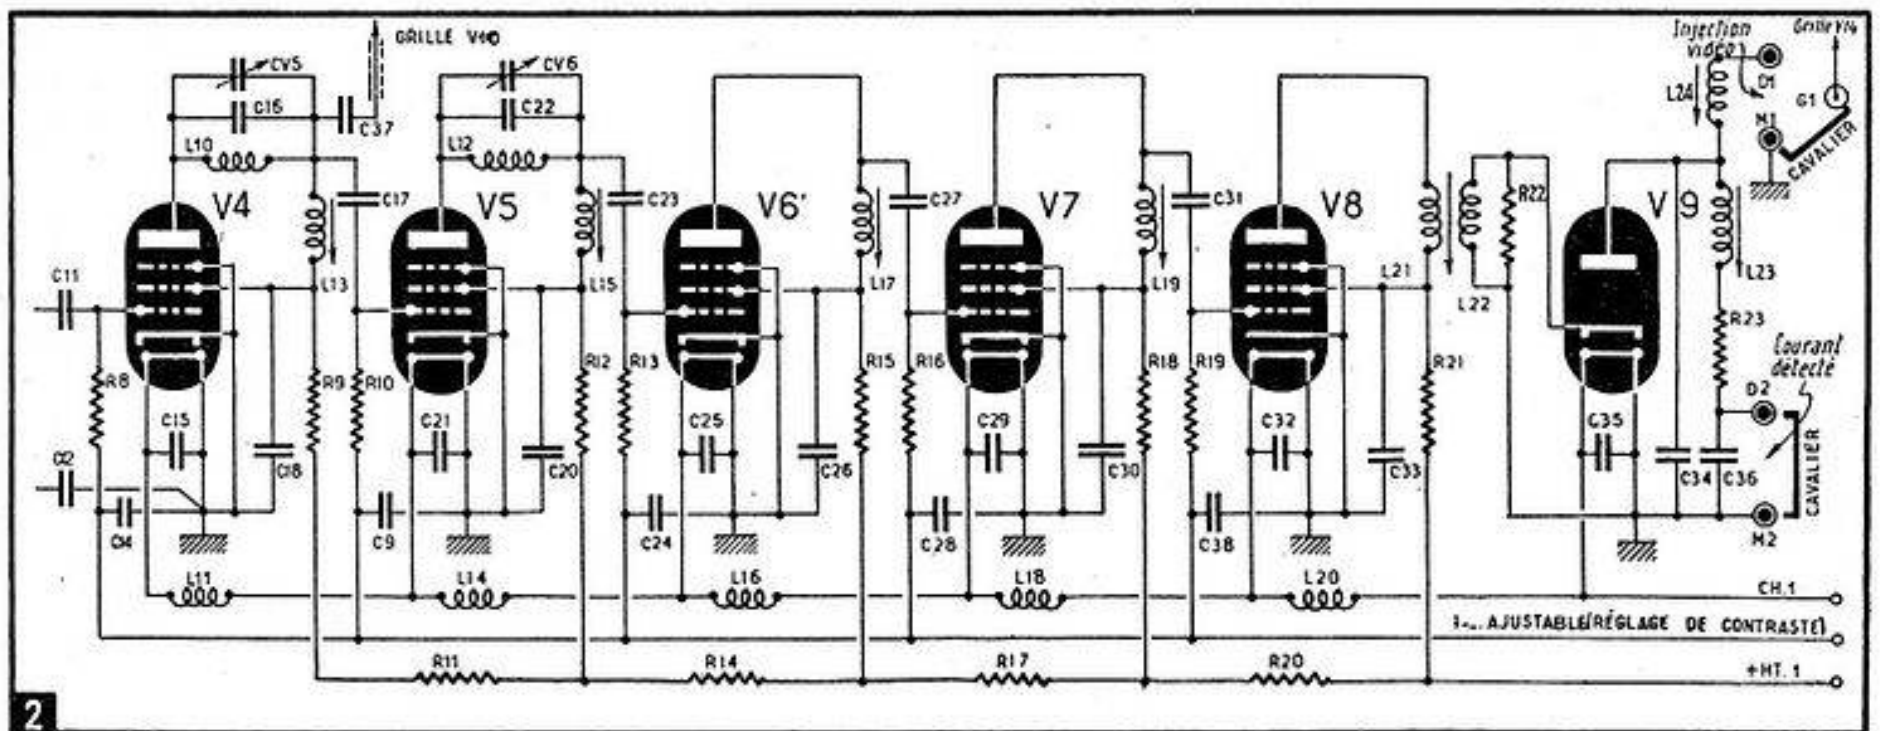 GRILLE V10
CV5
C16
C37
L10
CV6
C22
L12
Injection
vidéo
Grille V14
D1
G1
L24
M1
CAVALIER
V4
C17
V5
C23
V6
C27
V7
C31
V8
R22
V9
C11
L13
L15
L17
L19
L21
L22
L23
R8
R9
R10
R12
R13
R15
R16
R18
R19
R21
R23
Courant
détecté
D2
C15
C18
C21
C20
C25
C26
C29
C30
C32
C33
C35
C34
C36
CAVALIER
C12
C14
C9
C24
C28
C38
M2
L11
L14
L16
L18
L20
CH.1
AJUSTABLE(RÉGLAGE DE CONTRASTE)
R11
R14
R17
R20
+HT.1
2